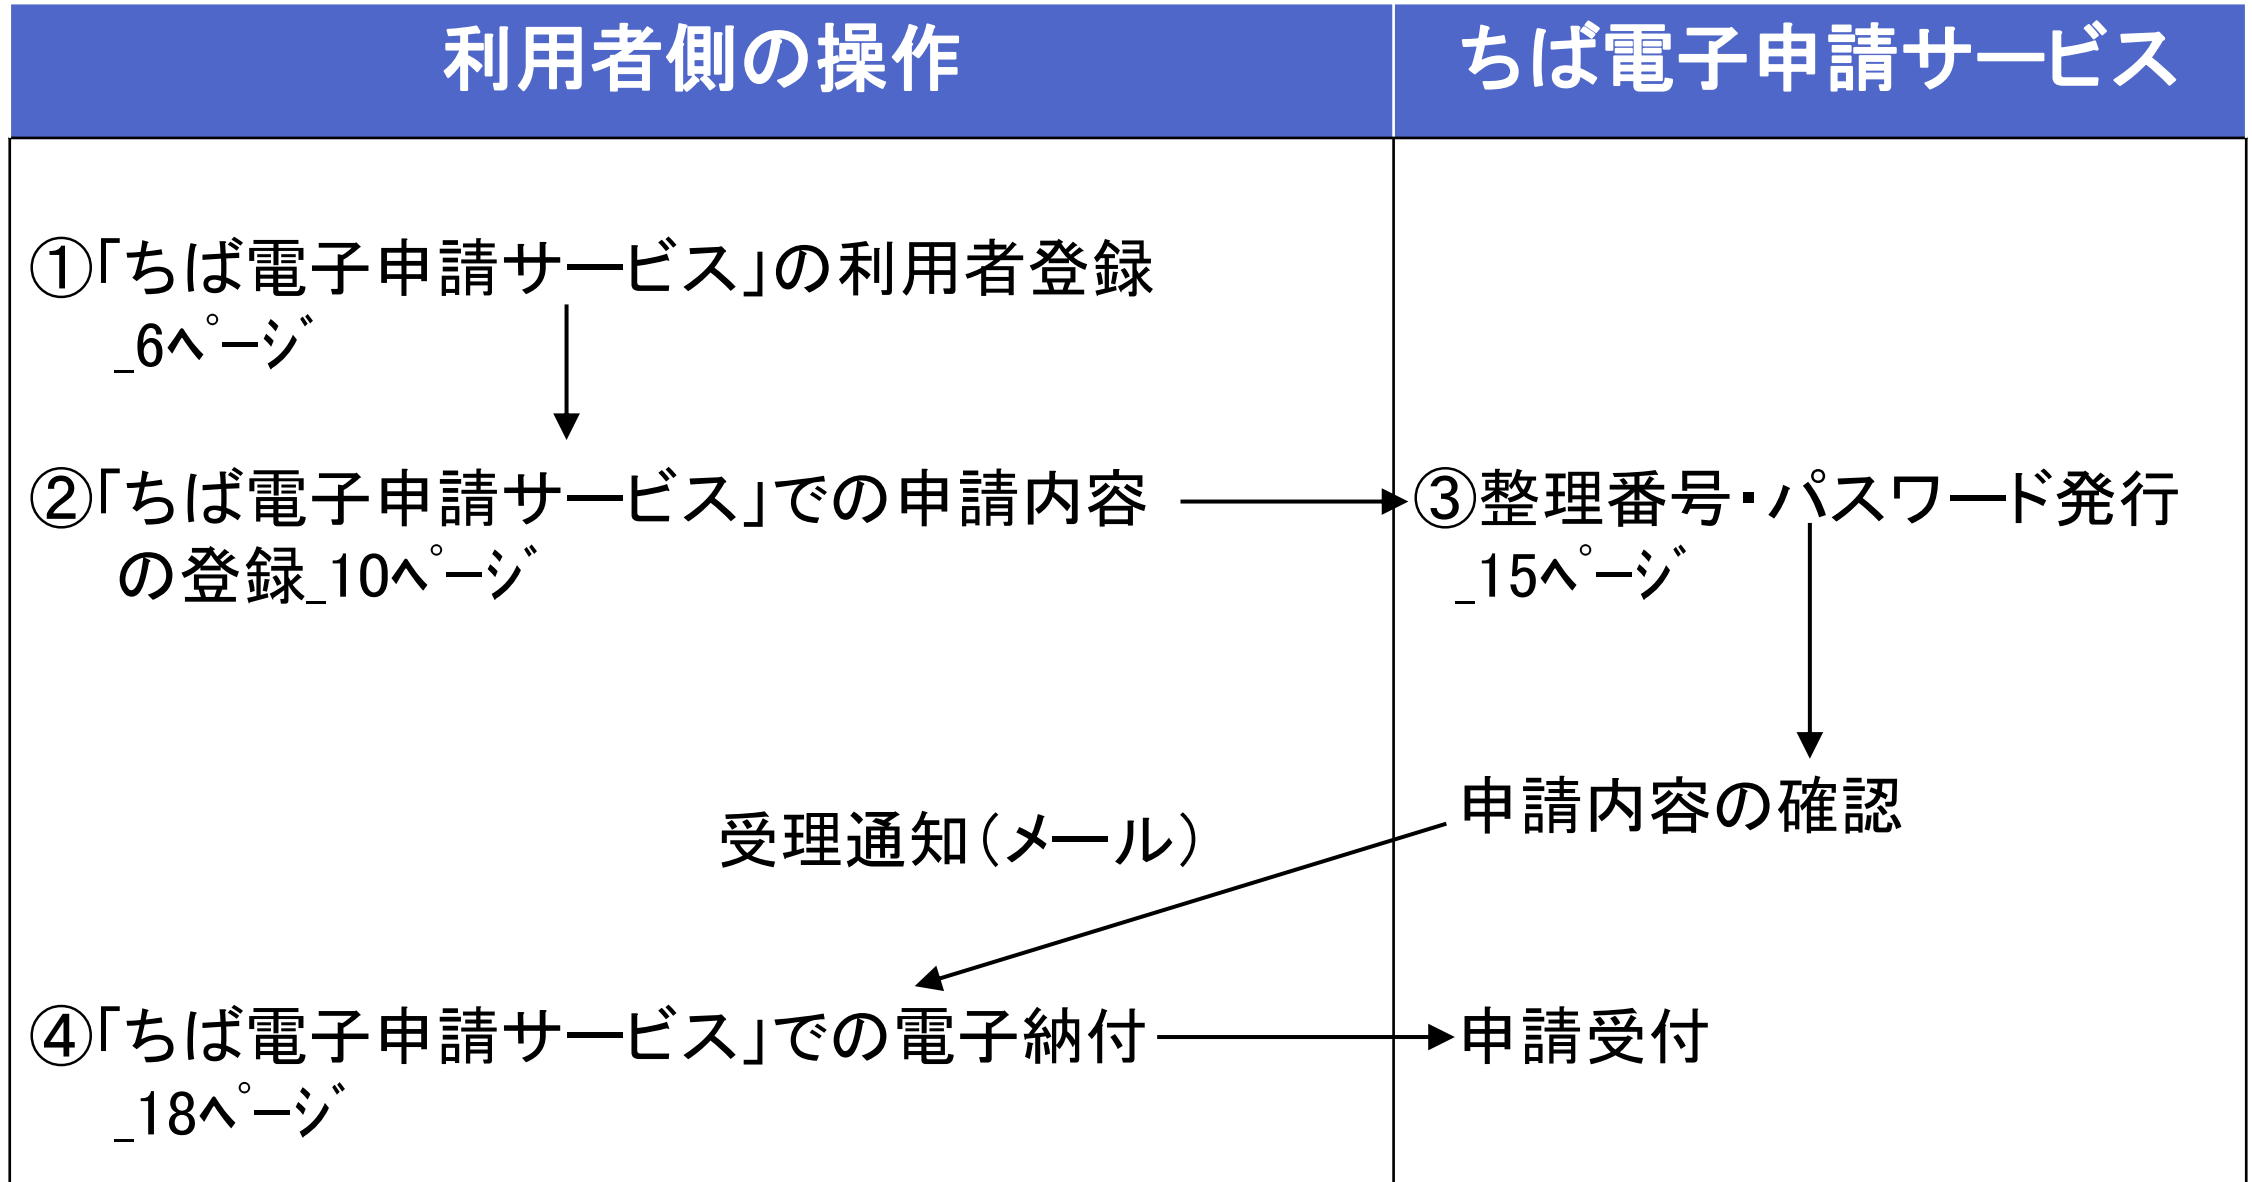 利用者側の操作
ちば電子申請サービス
①「ちば電子申請サービス」の利用者登録
_6ﾍﾟｰｼﾞ
②「ちば電子申請サービス」での申請内容
の登録_10ﾍﾟｰｼﾞ
③整理番号・パスワード発行
_15ﾍﾟｰｼﾞ
申請内容の確認
受理通知（メール）
④「ちば電子申請サービス」での電子納付
_18ﾍﾟｰｼﾞ
申請受付